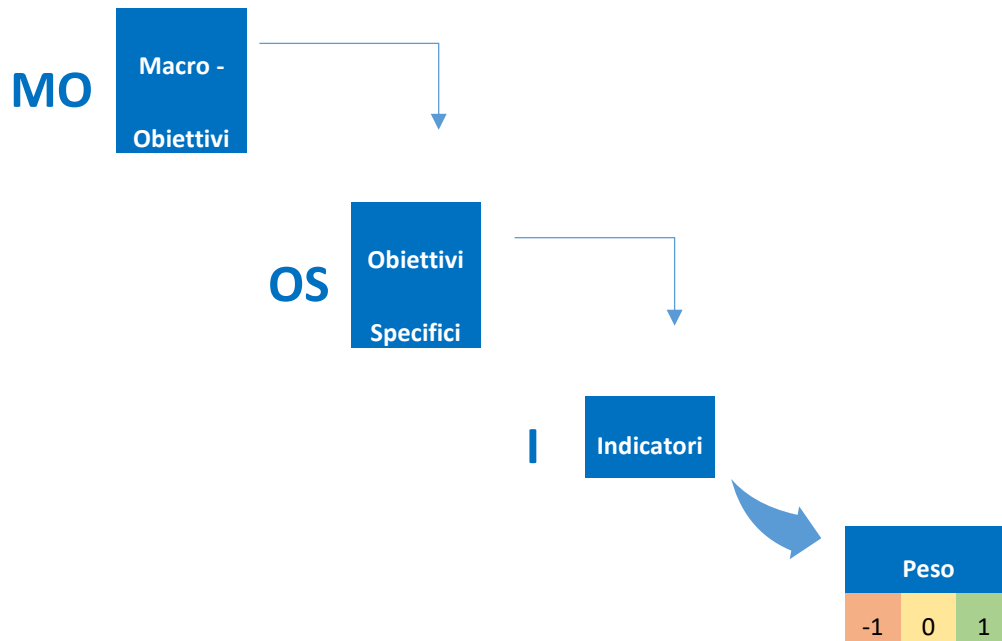 MO
Macro -
Obiettivi
OS
Obiettivi
Specifici
I
Indicatori
Peso
-1 0 1